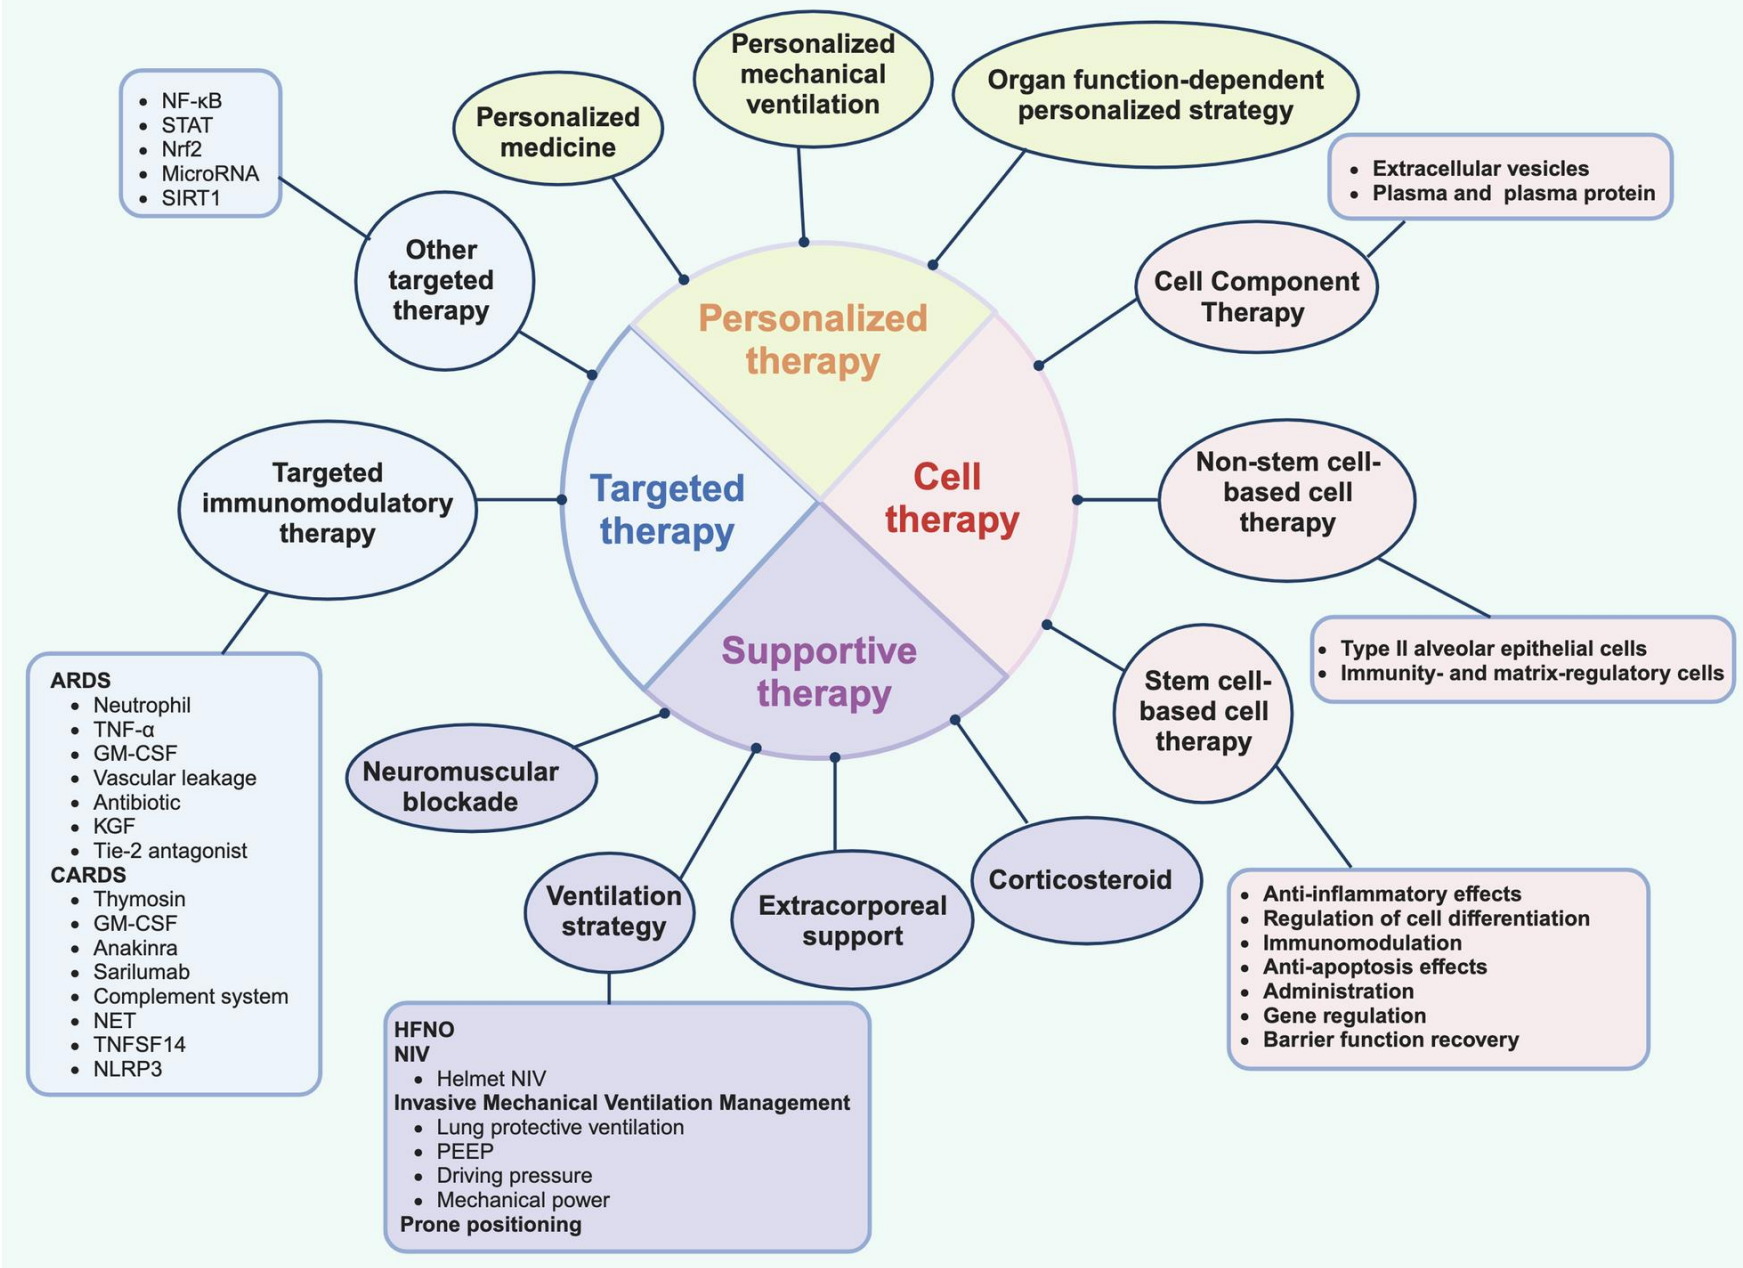 Personalized
mechanical
ventilation
Organ function-dependent
personalized strategy
Personalized
medicine
NF-κB
STAT
Nrf2
MicroRNA
SIRT1
Other
targeted
therapy
Extracellular vesicles
Plasma and plasma protein
Cell Component
Therapy
Personalized
therapy
Targeted
therapy
Cell
therapy
Supportive
therapy
Targeted
immunomodulatory
therapy
Non-stem cell-
based cell
therapy
Type II alveolar epithelial cells
Immunity- and matrix-regulatory cells
Stem cell-
based cell
therapy
ARDS
Neutrophil
TNF-α
GM-CSF
Vascular leakage
Antibiotic
KGF
Tie-2 antagonist
CARDS
Thymosin
GM-CSF
Anakinra
Sarilumab
Complement system
NET
TNFSF14
NLRP3
Neuromuscular
blockade
Ventilation
strategy
Extracorporeal
support
Corticosteroid
Anti-inflammatory effects
Regulation of cell differentiation
Immunomodulation
Anti-apoptosis effects
Administration
Gene regulation
Barrier function recovery
HFNO
NIV
Helmet NIV
Invasive Mechanical Ventilation Management
Lung protective ventilation
PEEP
Driving pressure
Mechanical power
Prone positioning